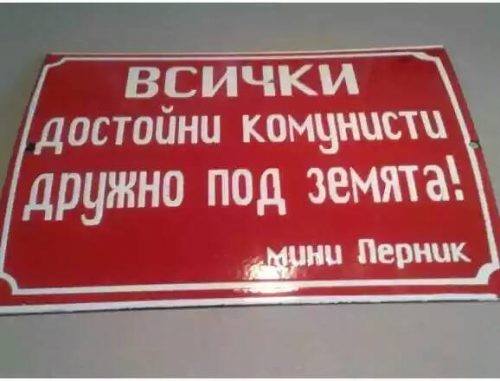 ВСИЧКИ
достойни комунисти
дружно под земята!
мини Перник